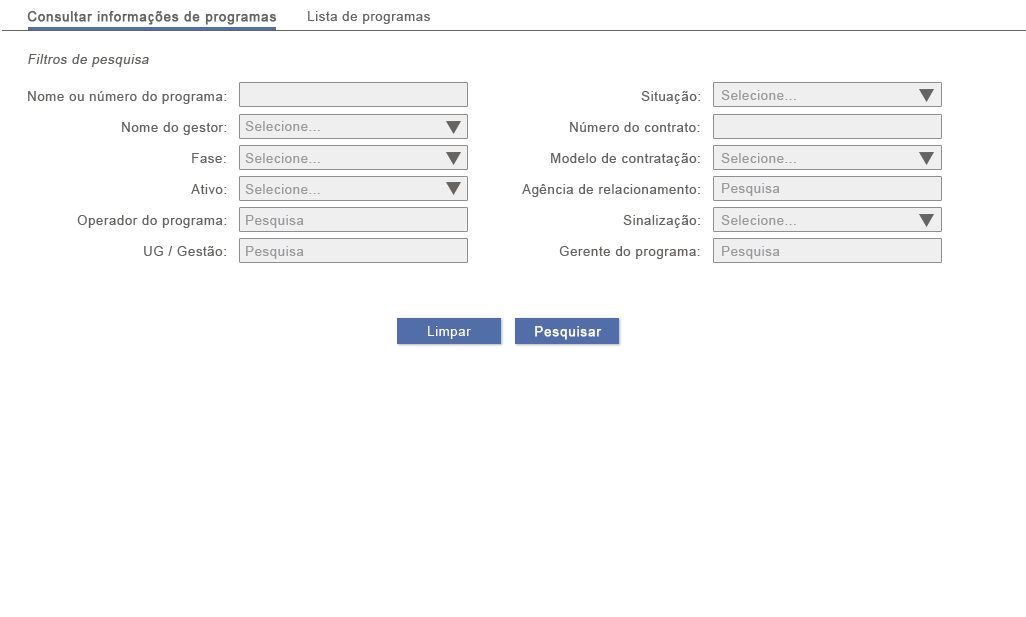 Consultar informações de programas Lista de programas
Filtros de pesquisa
Nome ou número do programa: Situação: Selecione...
Nome do gestor: Selecione... Número do contrato:
Fase: Selecione... Modelo de contratação: Selecione...
Ativo: Selecione... Agência de relacionamento: Pesquisa
Operador do programa: Pesquisa Sinalização: Selecione...
UG / Gestão: Pesquisa Gerente do programa: Pesquisa
Limpar Pesquisar